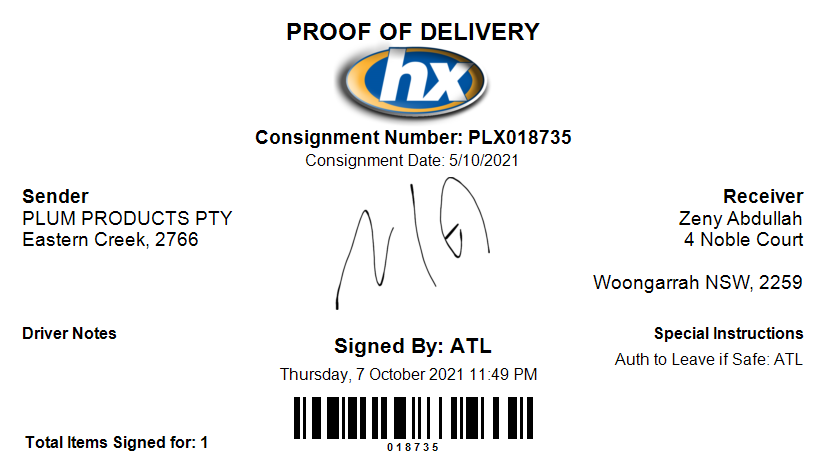 PROOF OF DELIVERY
hx
Consignment Number: PLX018735
Consignment Date: 5/10/2021
Sender
PLUM PRODUCTS PTY
Eastern Creek, 2766
Receiver
Zeny Abdullah
4 Noble Court
Woongarrah NSW, 2259
Driver Notes
Signed By: ATL
Thursday, 7 October 2021 11:49 PM
Special Instructions
Auth to Leave if Safe: ATL
Total Items Signed for: 1
018735